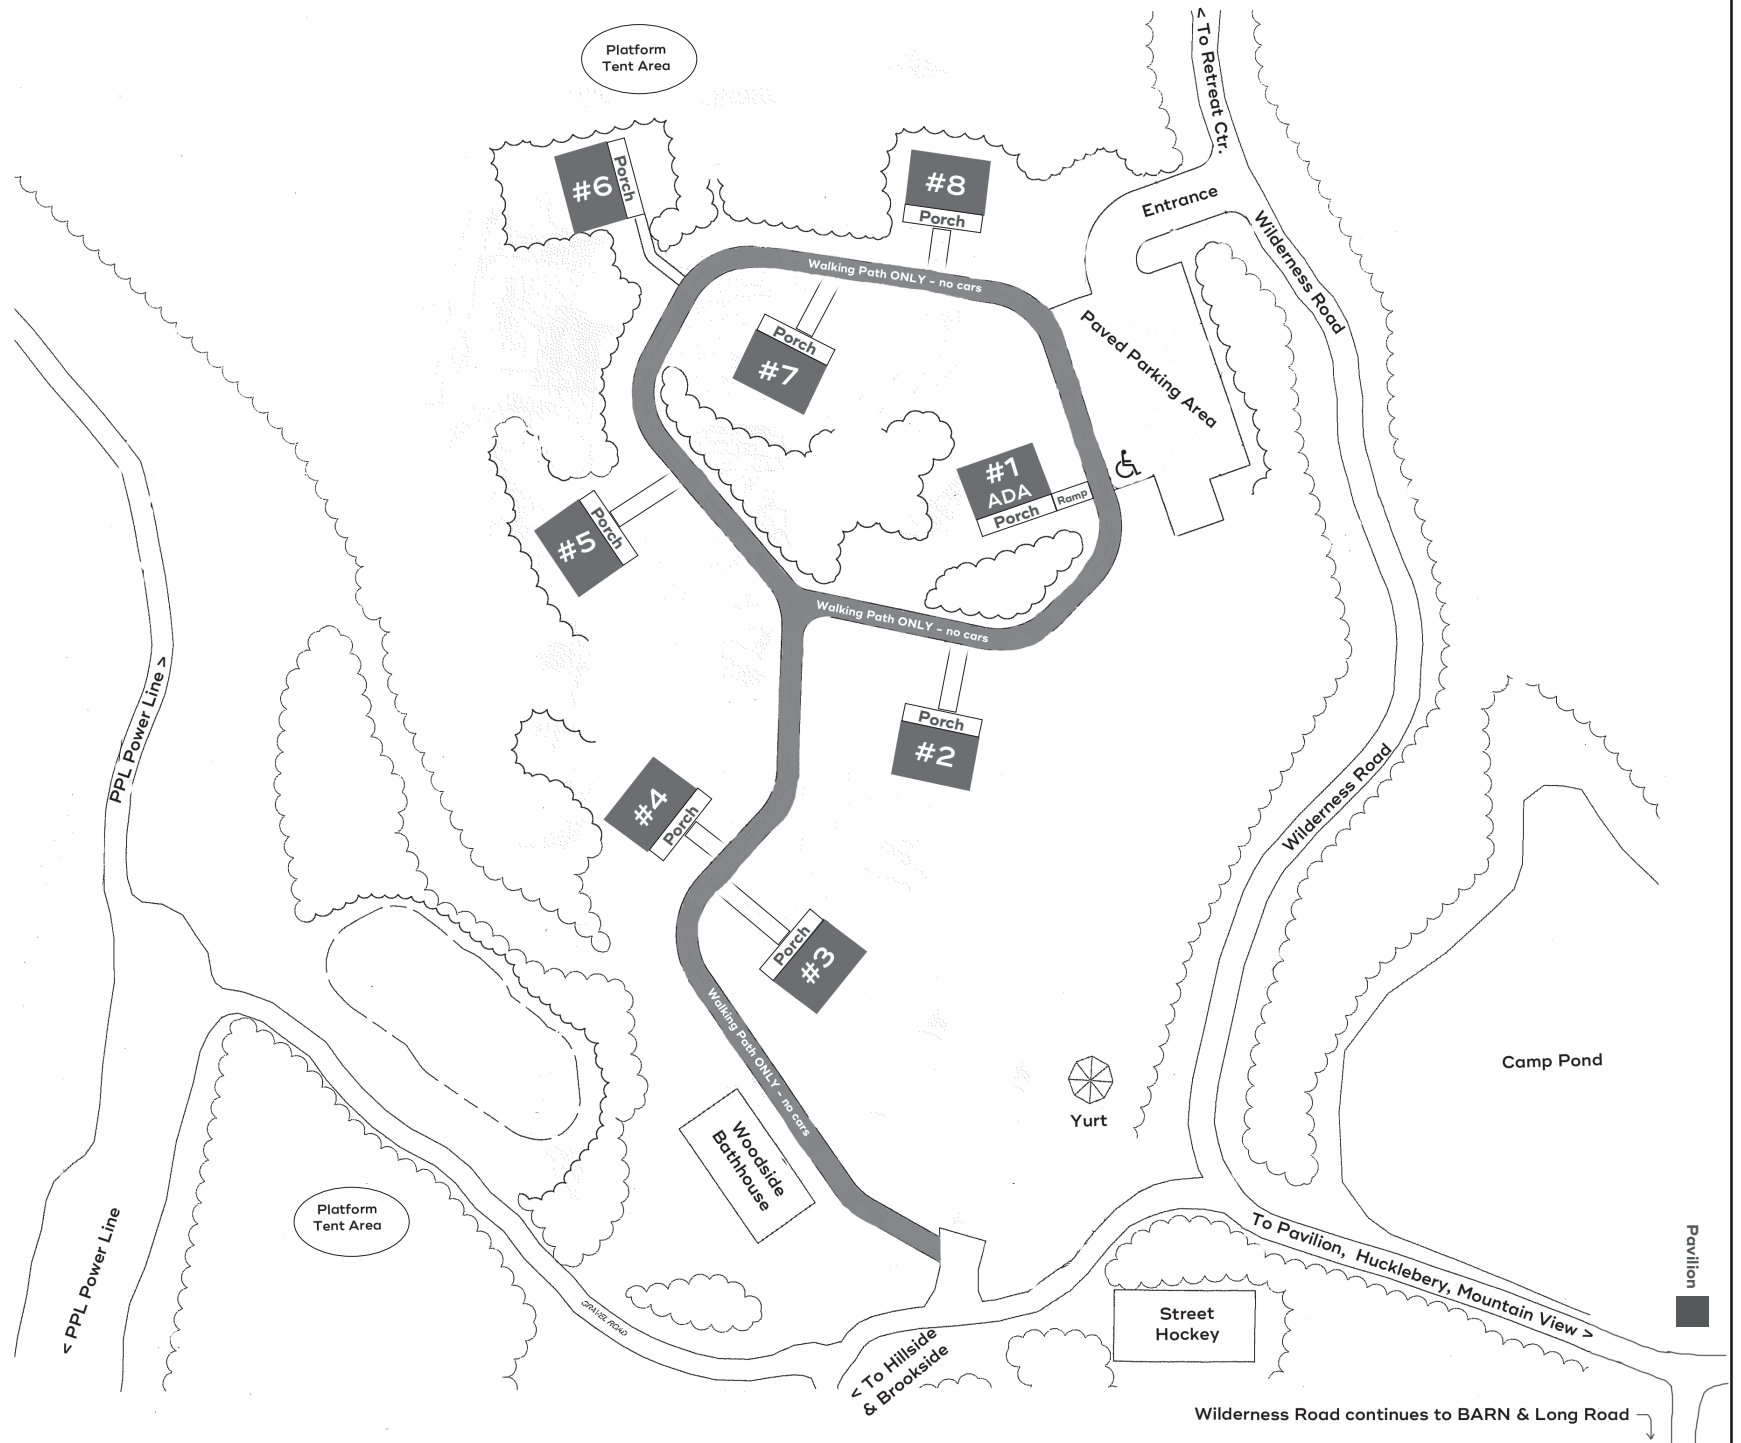 Platform
Tent Area
< To Retreat Ctr.
#6
Porch
#8
Porch
Entrance
Wilderness Road
Walking Path ONLY - no cars
Porch
#7
Paved Parking Area
#1
ADA
Porch
Ramp
#5
Porch
Walking Path ONLY - no cars
Porch
#2
PPL Power Line >
#4
Porch
Wilderness Road
Porch
#3
Walking Path ONLY - no cars
Camp Pond
Yurt
Woodside
Bathhouse
Platform
Tent Area
< PPL Power Line
To Pavilion, Hucklebery, Mountain View >
Pavilion
GRAVEL ROAD
Street
Hockey
< To Hillside
& Brookside
Wilderness Road continues to BARN & Long Road